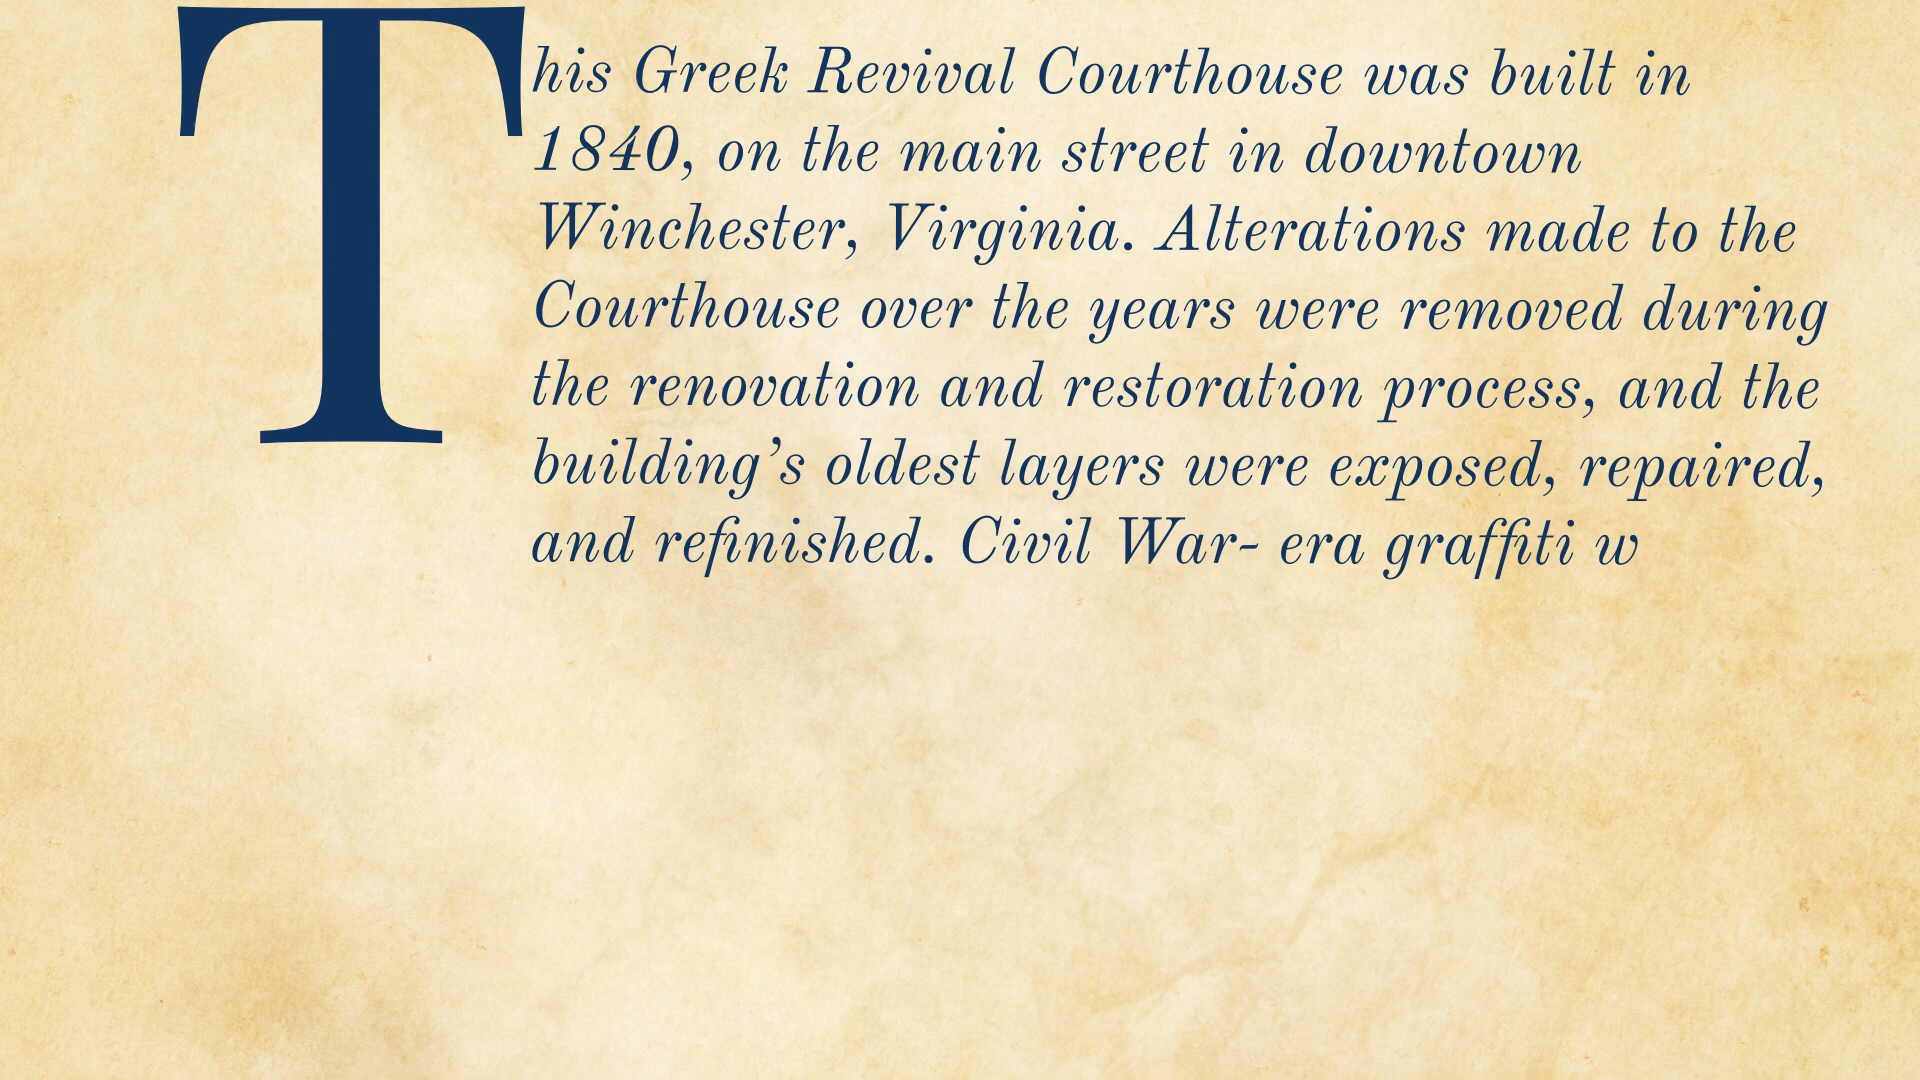 This Greek Revival Courthouse was built in
1840, on the main street in downtown
Winchester, Virginia. Alterations made to the
Courthouse over the years were removed during
the renovation and restoration process, and the
building’s oldest layers were exposed, repaired,
and refinished. Civil War- era graffiti w